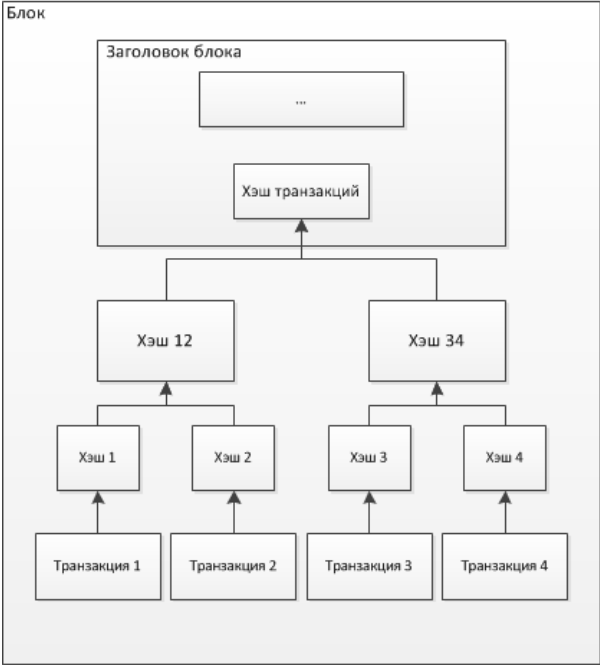 Блок
Заголовок блока
...
Хэш транзакций
Хэш 12
Хэш 34
Хэш 1
Хэш 2
Хэш 3
Хэш 4
Транзакция 1
Транзакция 2
Транзакция 3
Транзакция 4